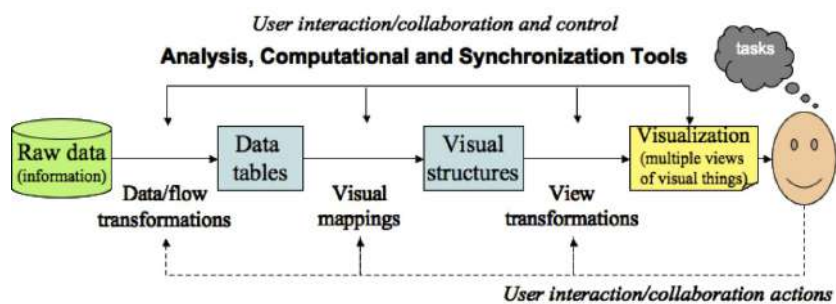 User interaction/collaboration and control
Analysis, Computational and Synchronization Tools
tasks
Raw data
(information)
Data
tables
Visual
structures
Visualization
(multiple views
of visual things)
Data/flow
transformations
Visual
mappings
View
transformations
User interaction/collaboration actions